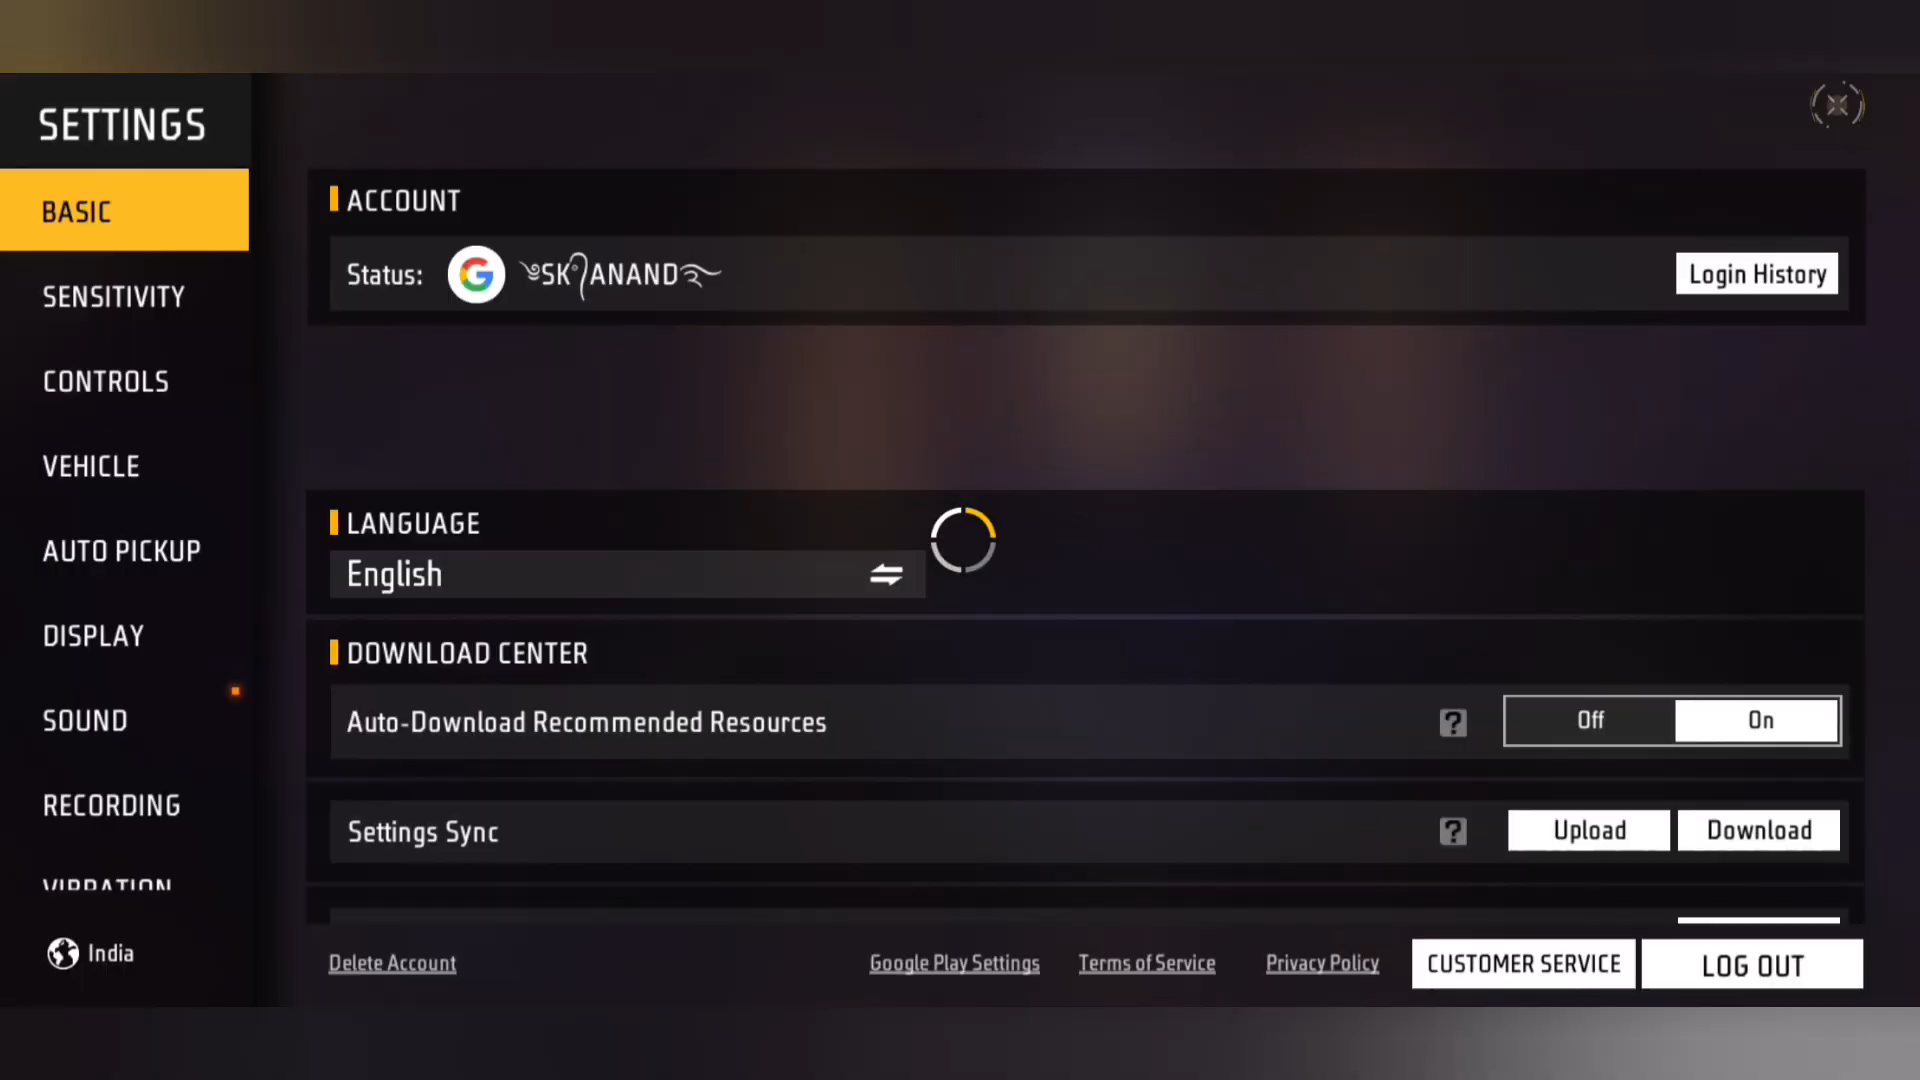 SETTINGS
BASIC
SENSITIVITY
CONTROLS
VEHICLE
AUTO PICKUP
DISPLAY
SOUND
RECORDING
VIBRATION
India
ACCOUNT
Status: ༄SK᭄ANAND࿐
Login History
LANGUAGE
English
DOWNLOAD CENTER
Auto-Download Recommended Resources ? Off On
Settings Sync ? Upload Download
Delete Account Google Play Settings Terms of Service Privacy Policy CUSTOMER SERVICE LOG OUT